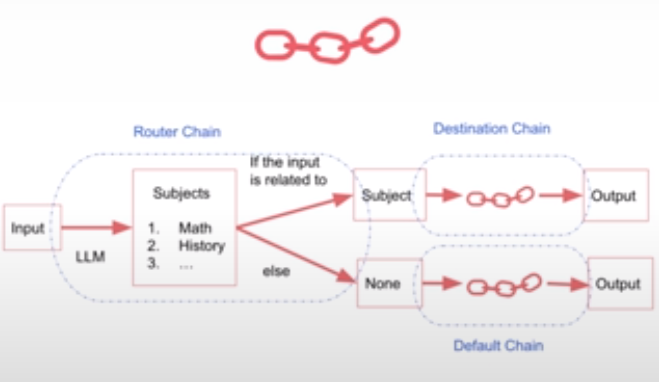 Router Chain
Destination Chain
If the input
is related to
Subjects
1. Math
2. History
3. ...
Input
LLM
else
Subject
Output
None
Output
Default Chain